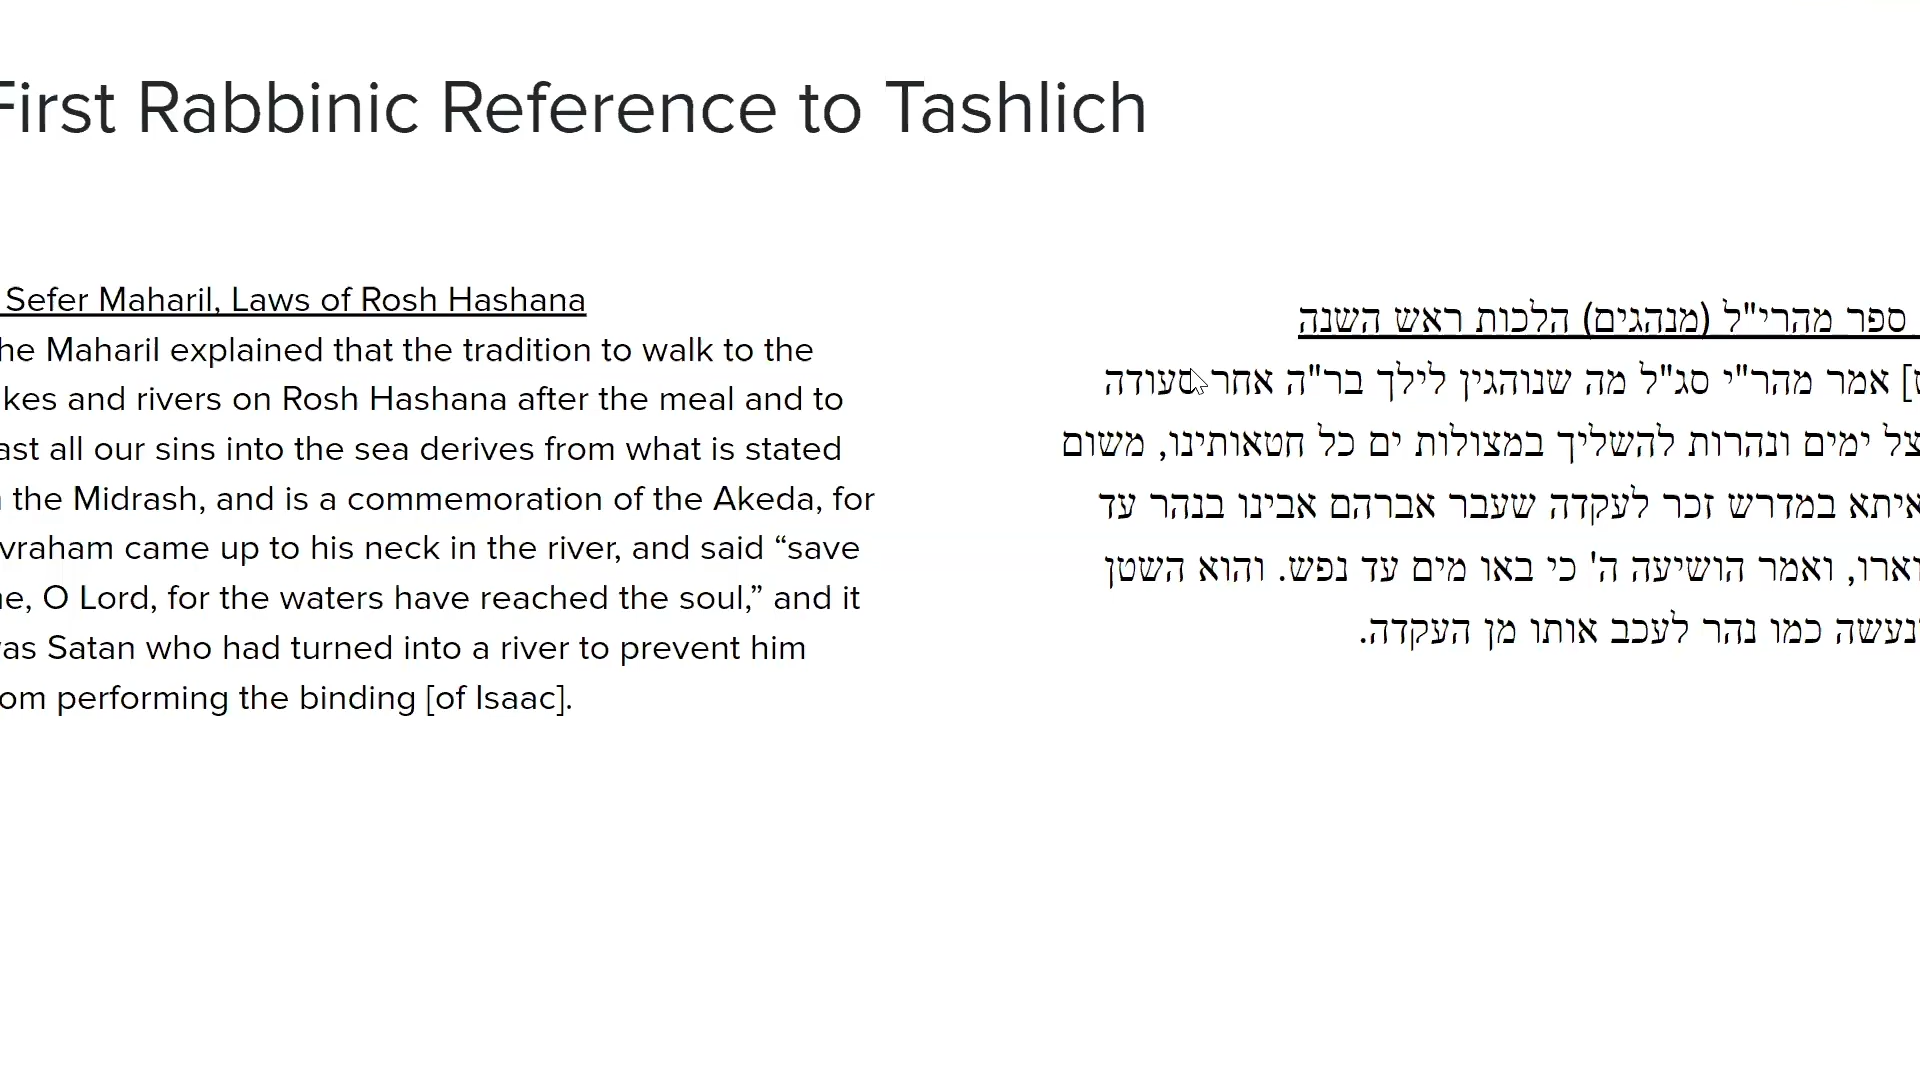 First Rabbinic Reference to Tashlich
Sefer Maharil, Laws of Rosh Hashana
he Maharil explained that the tradition to walk to the
kes and rivers on Rosh Hashana after the meal and to
ast all our sins into the sea derives from what is stated
the Midrash, and is a commemoration of the Akeda, for
vraham came up to his neck in the river, and said “save
e, O Lord, for the waters have reached the soul,” and it
as Satan who had turned into a river to prevent him
om performing the binding [of Isaac].
ספר מהרי"ל (מנהגים) הלכות ראש השנה
] אמר מהר"י סג"ל מה שנוהגין לילך בר"ה אחר סעודה
צל ימים ונהרות להשליך במצולות ים כל חטאותינו, משום
איתא במדרש זכר לעקדה שעבר אברהם אבינו בנהר עד
וארו, ואמר הושיעה ה' כי באו מים עד נפש. והוא השטן
נעשה כמו נהר לעכב אותו מן העקדה.